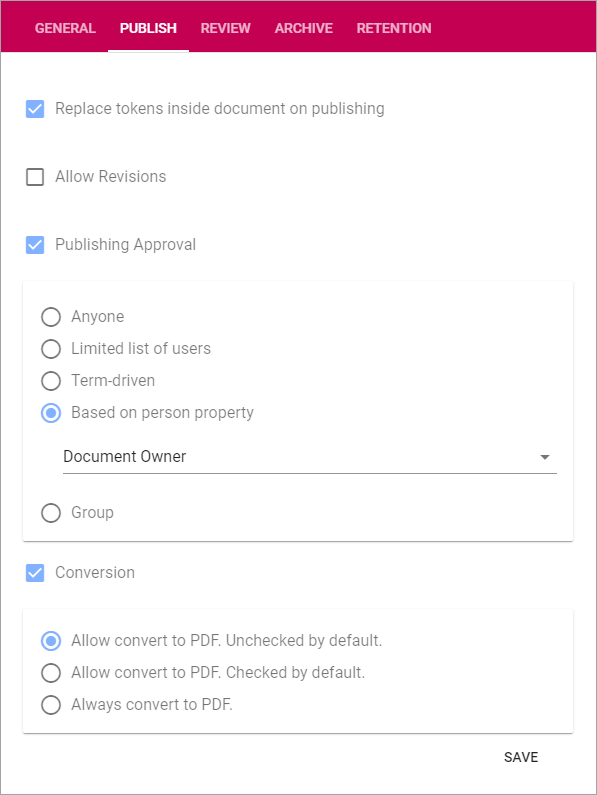 GENERAL PUBLISH REVIEW ARCHIVE RETENTION
Replace tokens inside document on publishing
Allow Revisions
Publishing Approval
Anyone
Limited list of users
Term-driven
Based on person property
Document Owner
Group
Conversion
Allow convert to PDF. Unchecked by default.
Allow convert to PDF. Checked by default.
Always convert to PDF.
SAVE